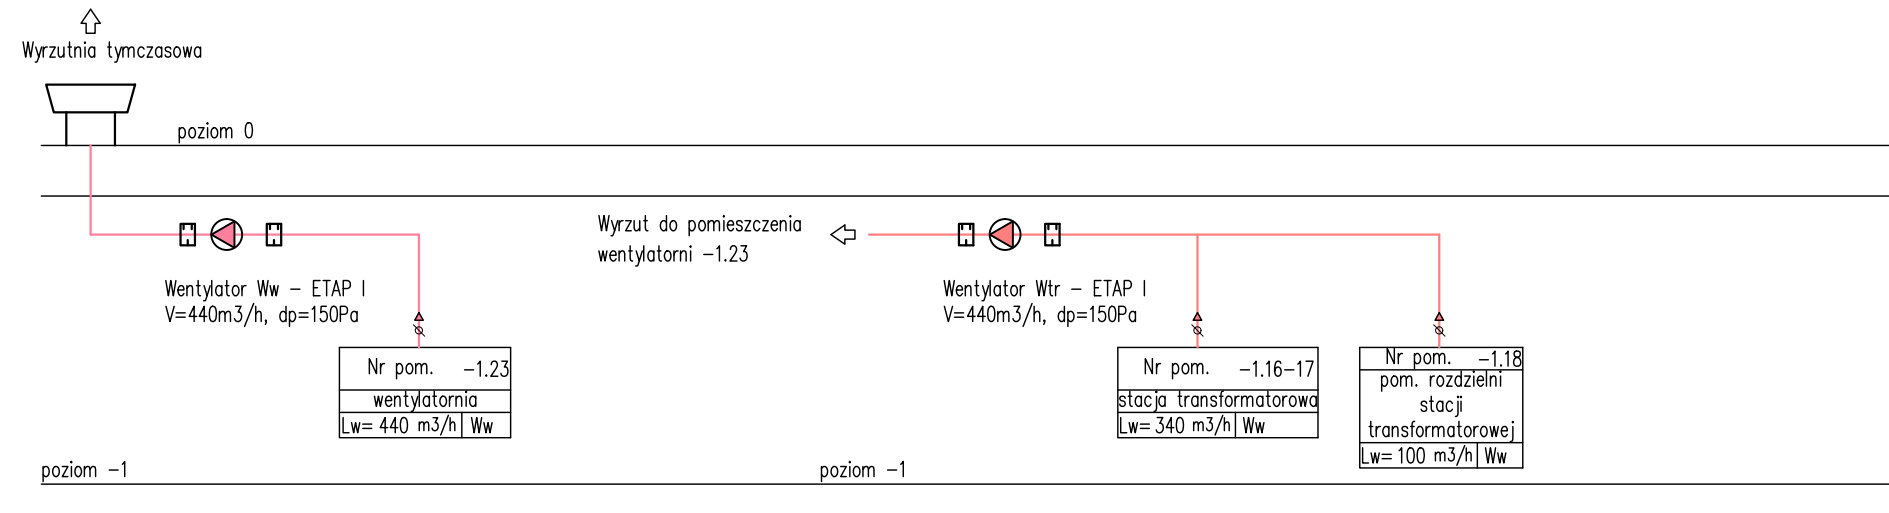 Wyrzutnia tymczasowa
poziom 0
Wyrzut do pomieszczenia
wentylatorni -1.23
Wentylator Ww - ETAP I
V=440m3/h, dp=150Pa
Wentylator Wtr - ETAP I
V=440m3/h, dp=150Pa
Nr pom. -1.23
wentylatornia
Lw= 440 m3/h Ww
Nr pom. -1.16-17
stacja transformatorowa
Lw= 340 m3/h Ww
Nr pom. -1.18
pom. rozdzielni
stacji
transformatorowej
Lw= 100 m3/h Ww
poziom -1
poziom -1